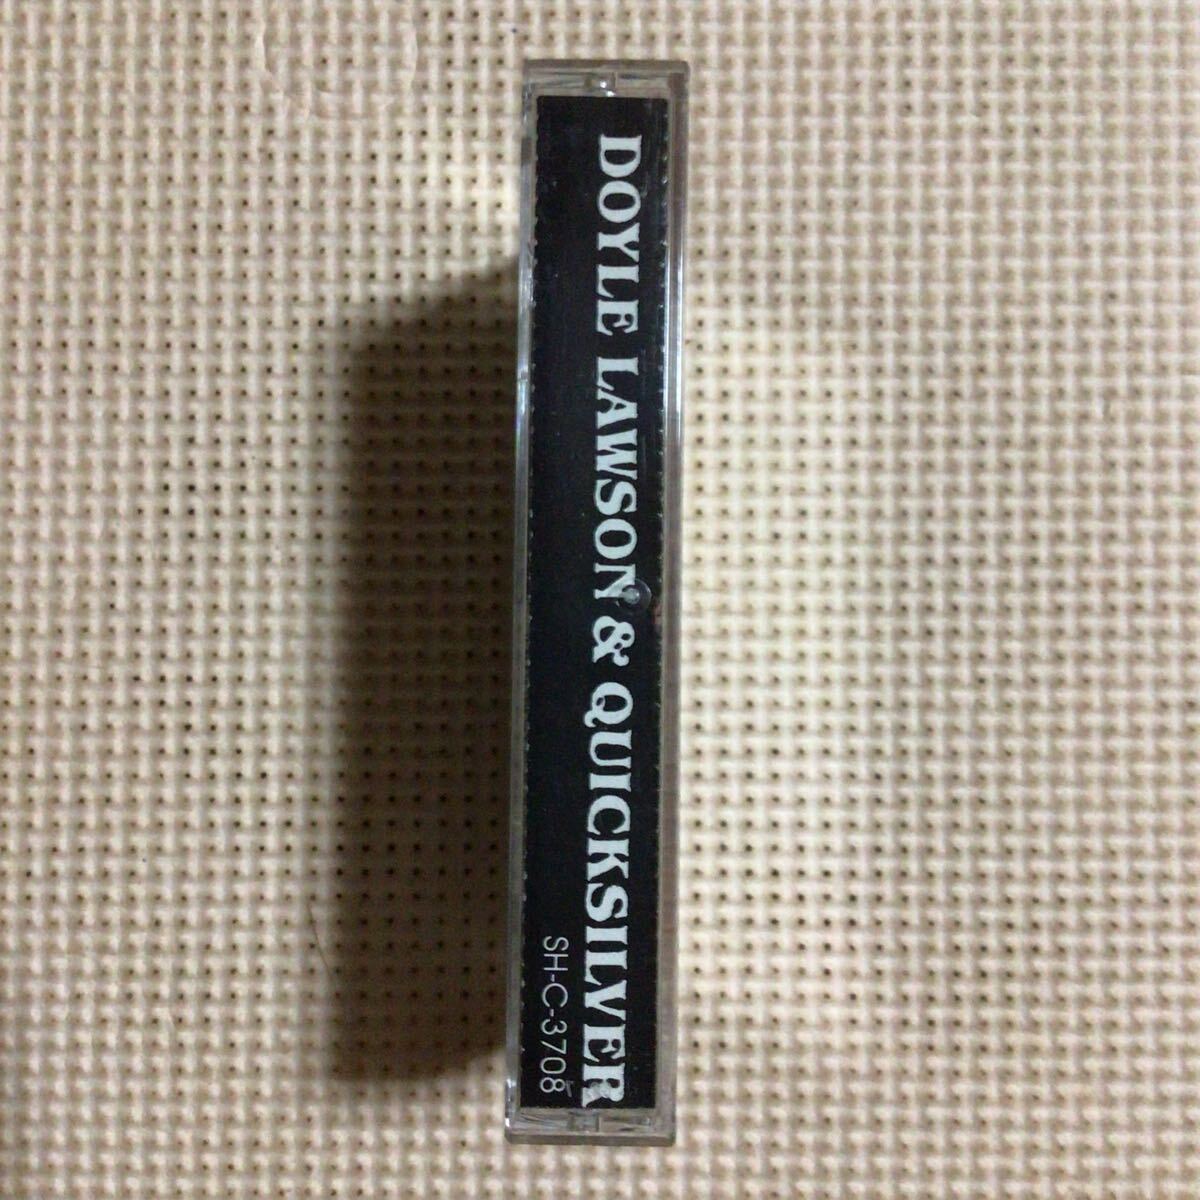 DOYLE LAWSON & QUICKSILVER
SH-C-3708